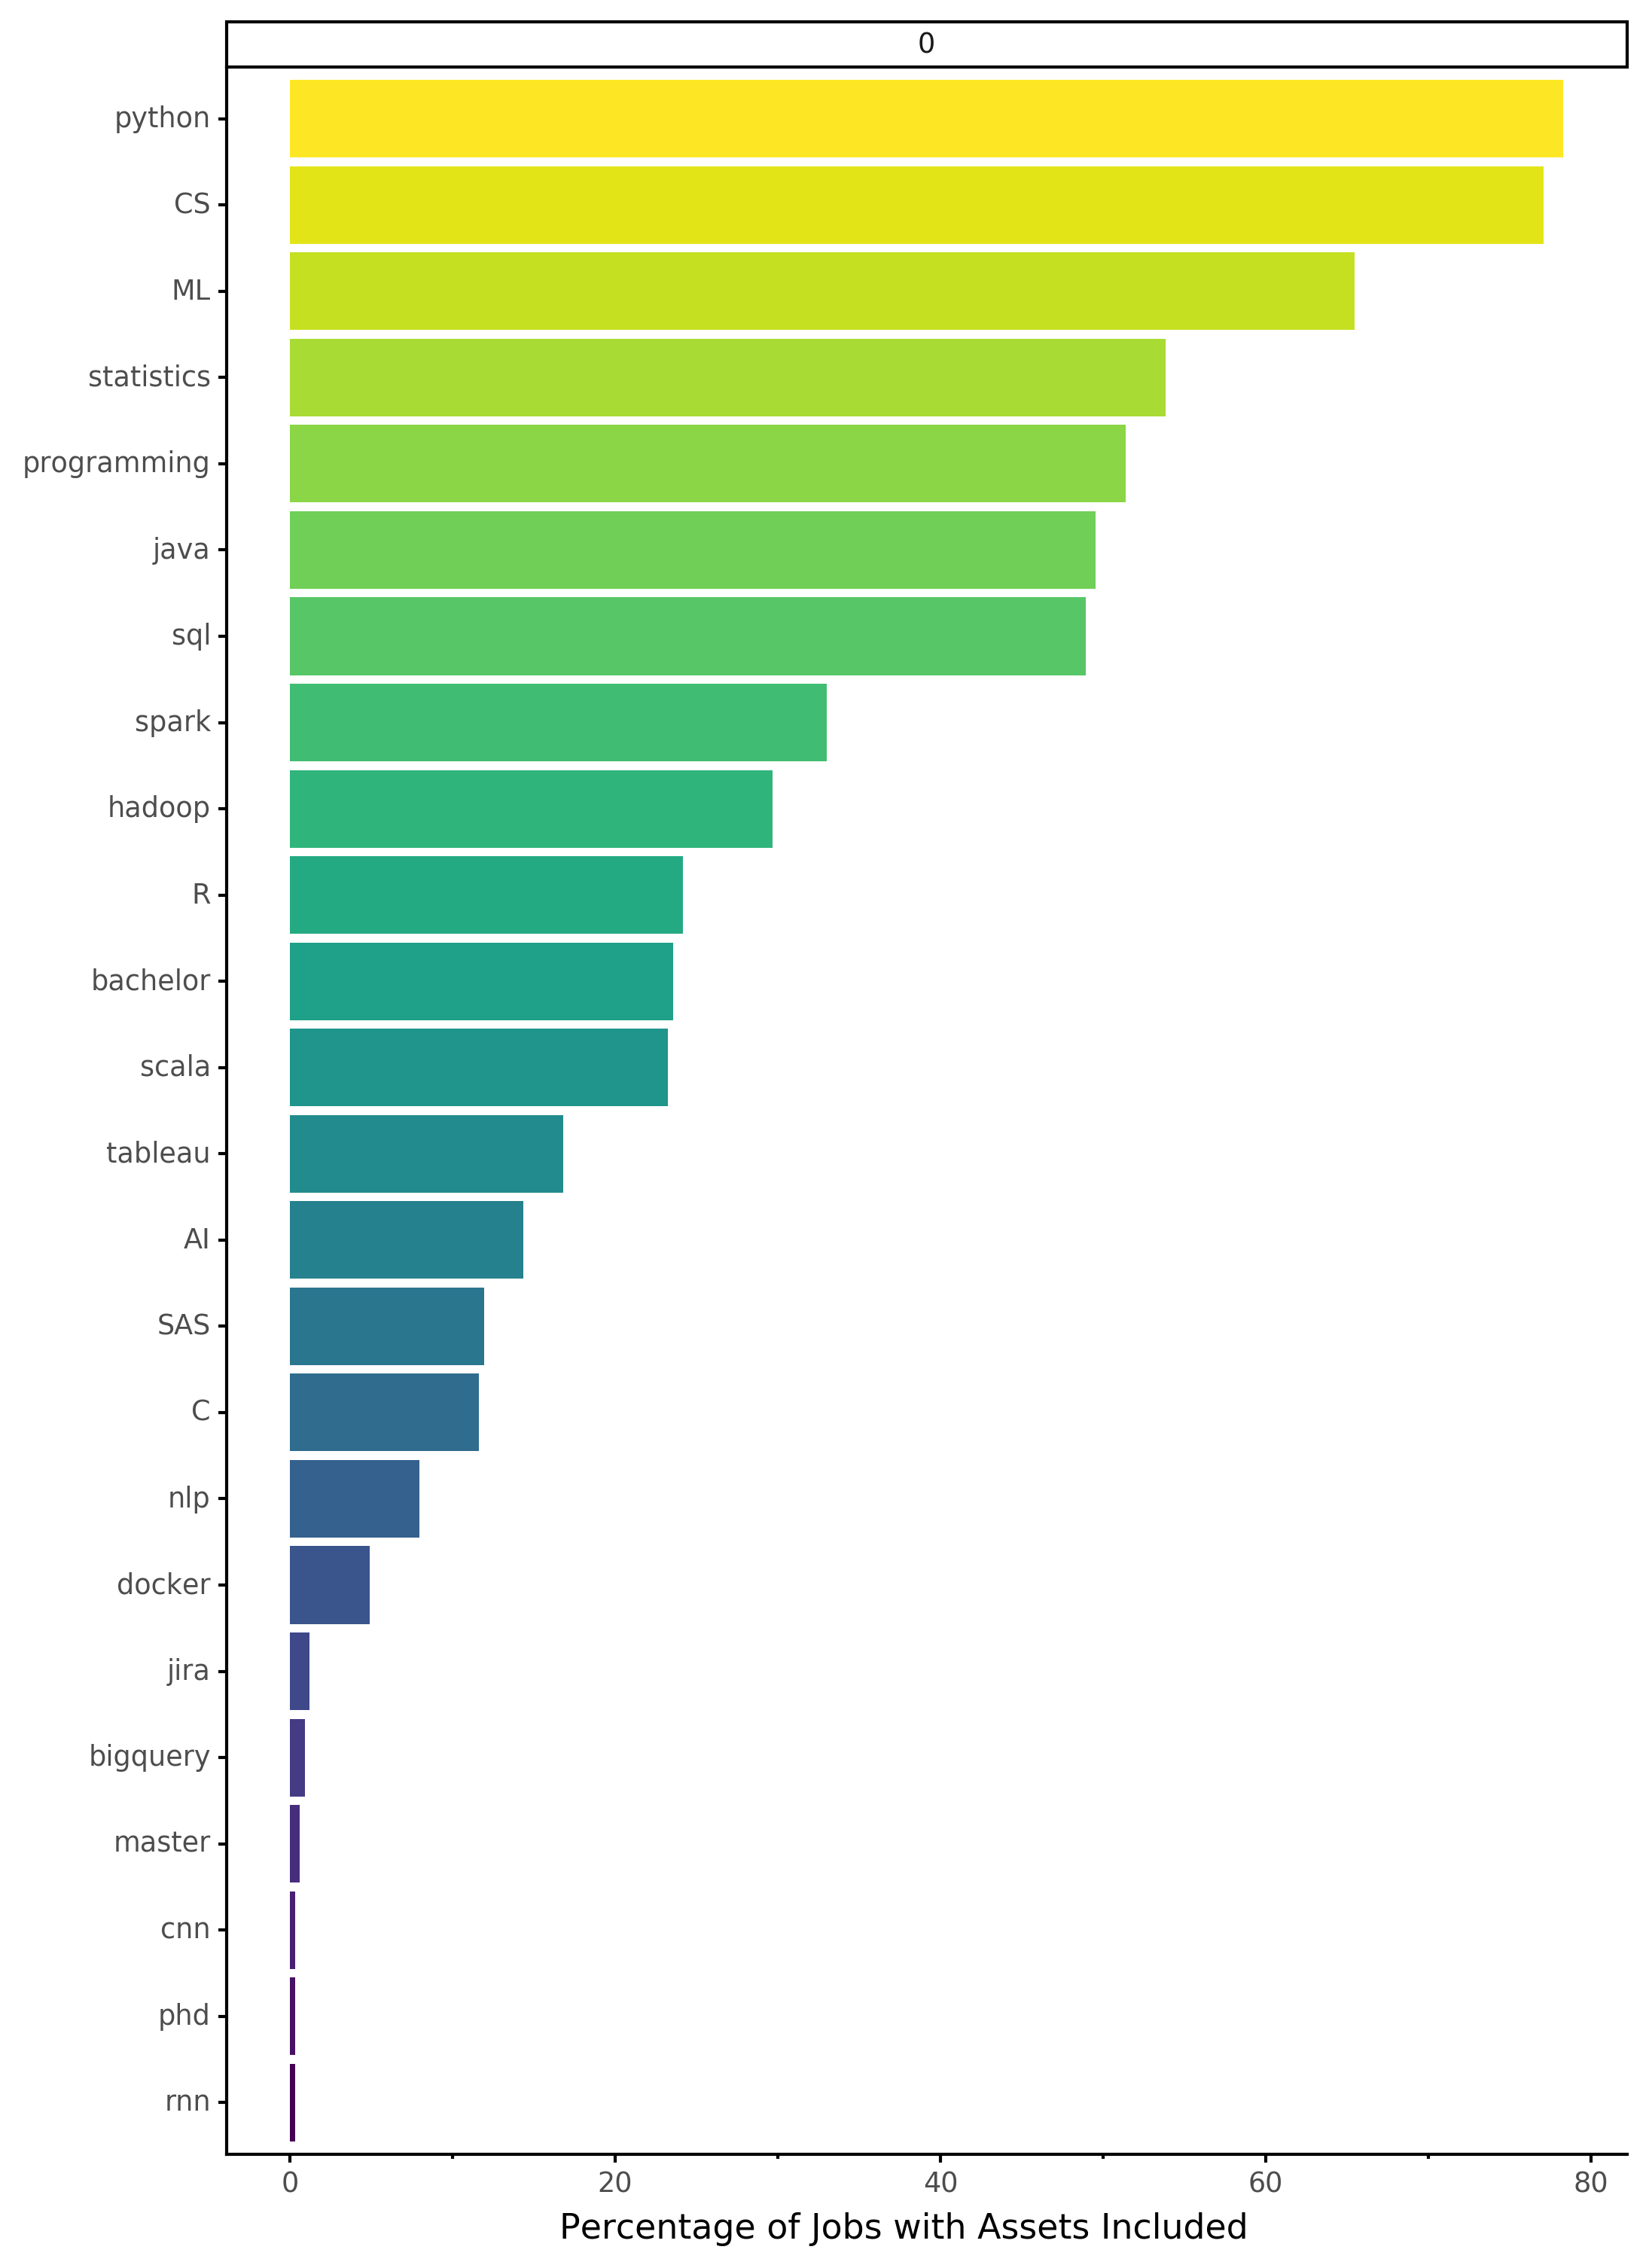 0
python
CS
ML
statistics
programming
java
sql
spark
hadoop
R
bachelor
scala
tableau
AI
SAS
C
nlp
docker
jira
bigquery
master
cnn
phd
rnn
0 20 40 60 80
Percentage of Jobs with Assets Included